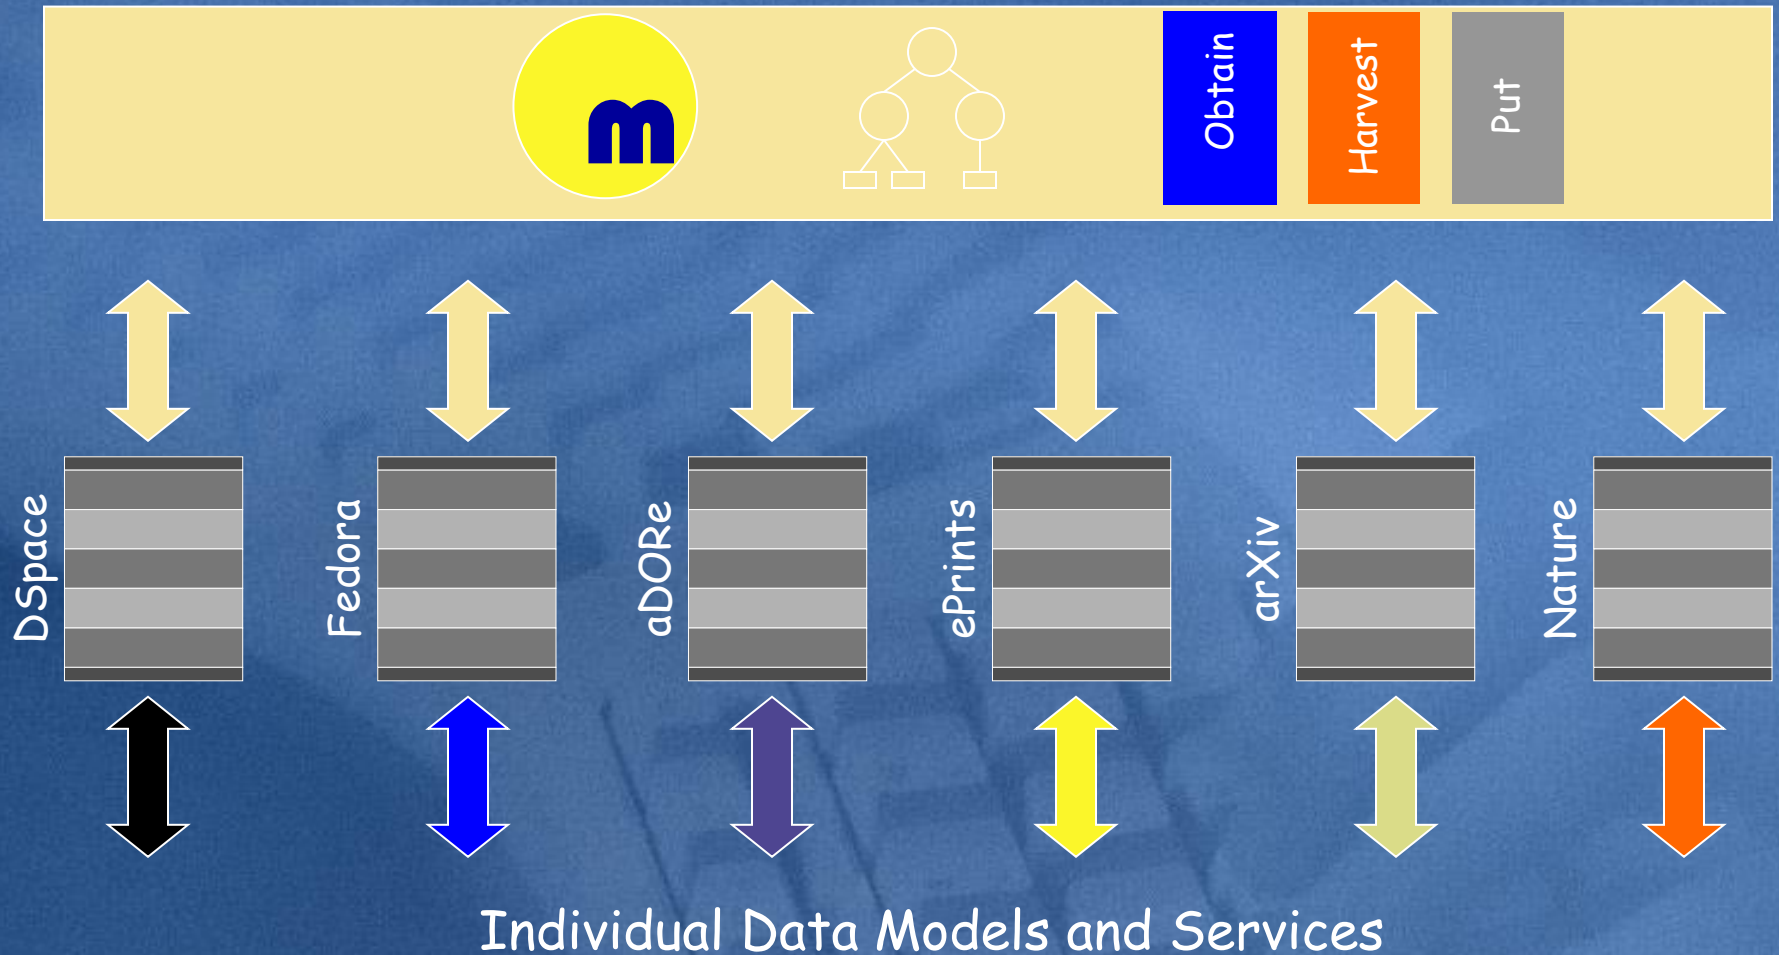 m
Obtain
Harvest
Put
DSpace
Fedora
aDORe
ePrints
arXiv
Nature
Individual Data Models and Services